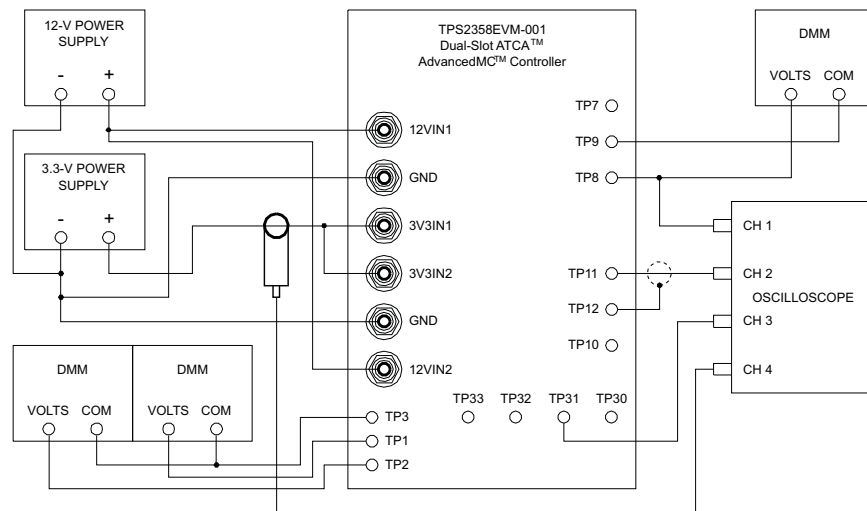 12-V POWER
SUPPLY
- +
3.3-V POWER
SUPPLY
- +
TPS2358EVM-001
Dual-Slot ATCA™
AdvancedMC™ Controller
12VIN1
GND
3V3IN1
3V3IN2
GND
12VIN2
TP7
TP9
TP8
TP11
TP12
TP10
DMM
VOLTS COM
CH 1
CH 2
OSCILLOSCOPE
CH 3
CH 4
DMM
VOLTS COM
DMM
VOLTS COM
TP3
TP1
TP2
TP33 TP32 TP31 TP30